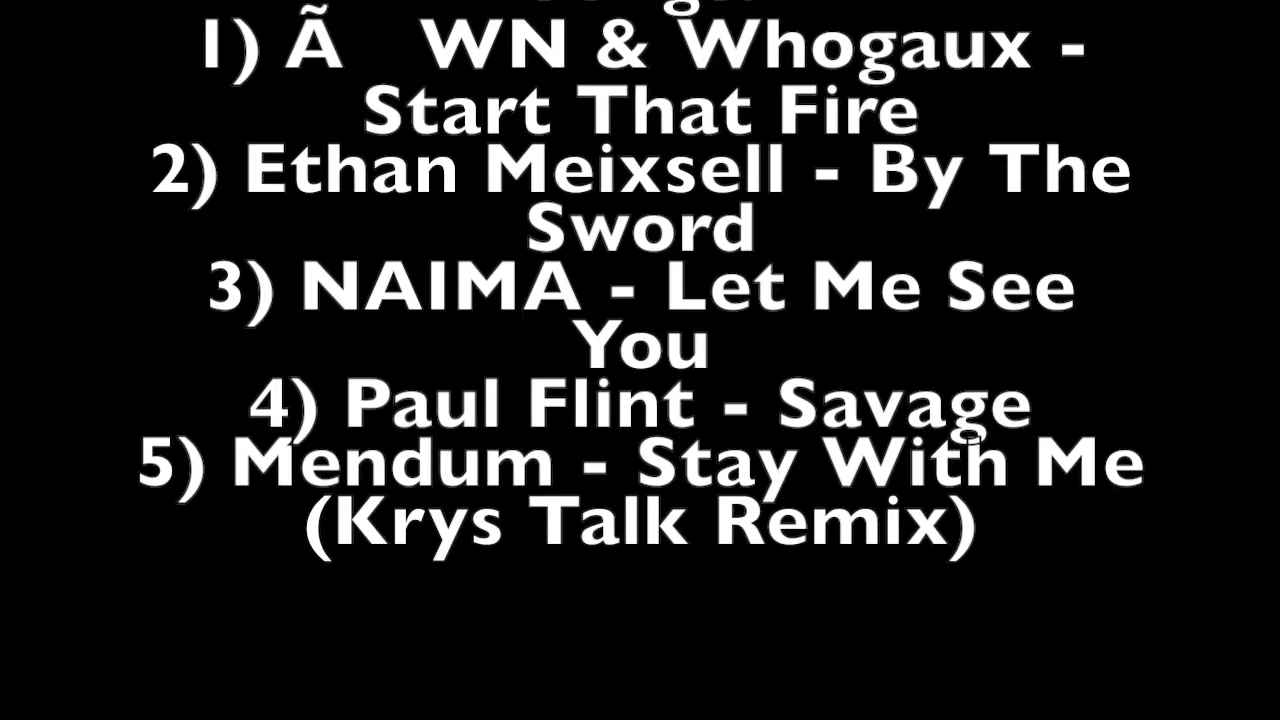 1) Ã WN & Whogaux -
Start That Fire
2) Ethan Meixsell - By The
Sword
3) NAIMA - Let Me See
You
4) Paul Flint - Savage
5) Mendum - Stay With Me
(Krys Talk Remix)